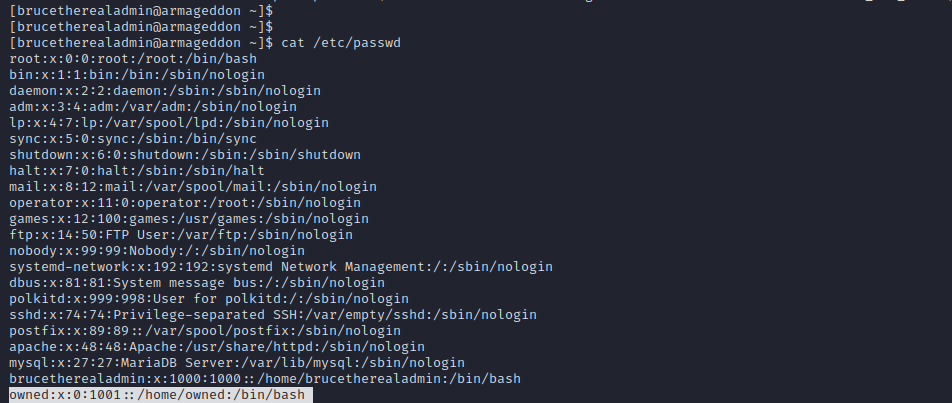 [brucetherealadmin@armageddon ~]$
[brucetherealadmin@armageddon ~]$
[brucetherealadmin@armageddon ~]$ cat /etc/passwd
root:x:0:0:root:/root:/bin/bash
bin:x:1:1:bin:/bin:/sbin/nologin
daemon:x:2:2:daemon:/sbin:/sbin/nologin
adm:x:3:4:adm:/var/adm:/sbin/nologin
lp:x:4:7:lp:/var/spool/lpd:/sbin/nologin
sync:x:5:0:sync:/sbin:/bin/sync
shutdown:x:6:0:shutdown:/sbin:/sbin/shutdown
halt:x:7:0:halt:/sbin:/sbin/halt
mail:x:8:12:mail:/var/spool/mail:/sbin/nologin
operator:x:11:0:operator:/root:/sbin/nologin
games:x:12:100:games:/usr/games:/sbin/nologin
ftp:x:14:50:FTP User:/var/ftp:/sbin/nologin
nobody:x:99:99:Nobody:/:/sbin/nologin
systemd-network:x:192:192:systemd Network Management:/:/sbin/nologin
dbus:x:81:81:System message bus:/:/sbin/nologin
polkitd:x:999:998:User for polkitd:/:/sbin/nologin
sshd:x:74:74:Privilege-separated SSH:/var/empty/sshd:/sbin/nologin
postfix:x:89:89::/var/spool/postfix:/sbin/nologin
apache:x:48:48:Apache:/usr/share/httpd:/sbin/nologin
mysql:x:27:27:MariaDB Server:/var/lib/mysql:/sbin/nologin
brucetherealadmin:x:1000:1000::/home/brucetherealadmin:/bin/bash
owned:x:0:1001::/home/owned:/bin/bash